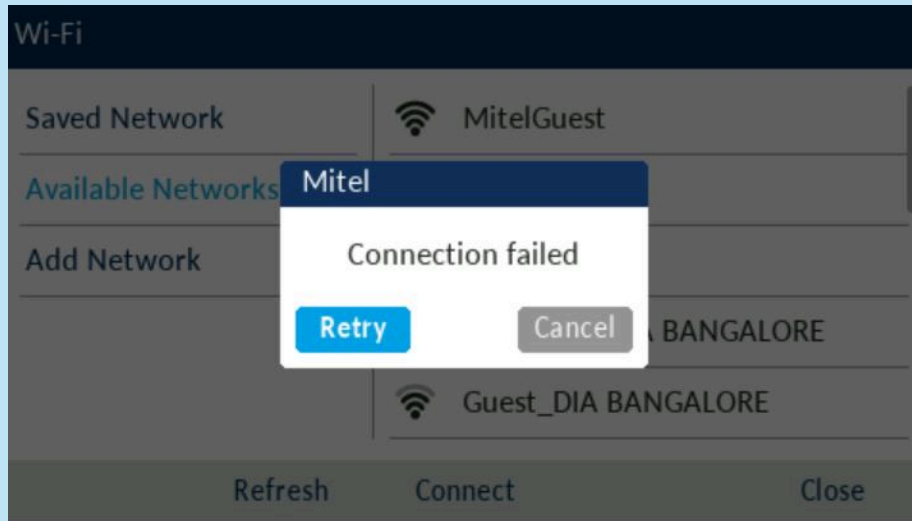 Wi-Fi
Saved Network
MitelGuest
Available Networks
Mitel
Connection failed
Add Network
Retry
Cancel
BANGALORE
Guest_DIA BANGALORE
Refresh
Connect
Close